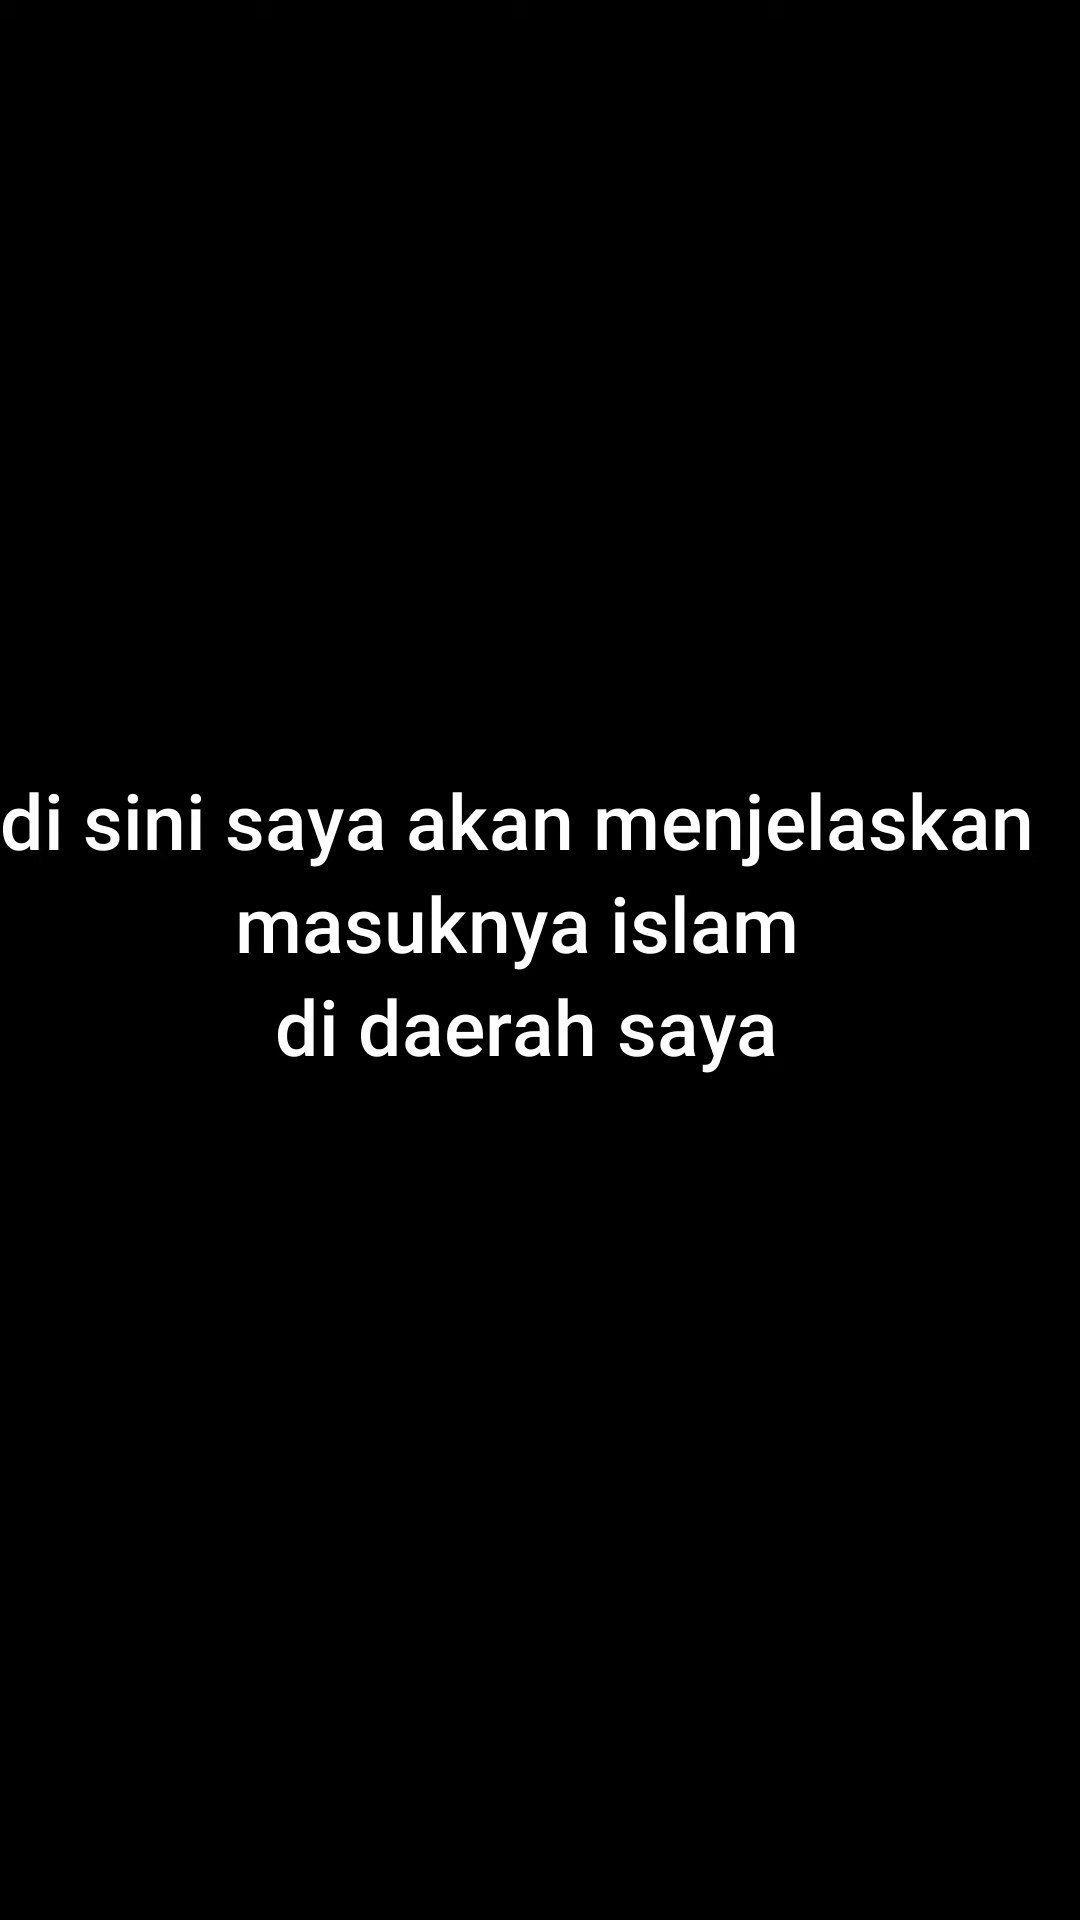 di sini saya akan menjelaskan
masuknya islam
di daerah saya